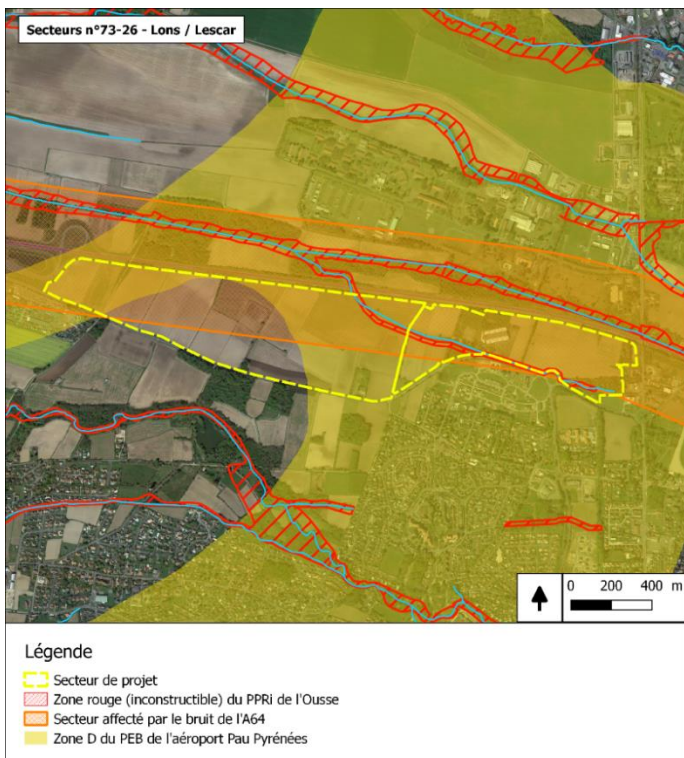 Secteurs n°73-26 - Lons / Lescar
0 200 400 m
Légende
Secteur de projet
Zone rouge (inconstructible) du PPRi de l'Ousse
Secteur affecté par le bruit de l'A64
Zone D du PEB de l'aéroport Pau Pyrénées